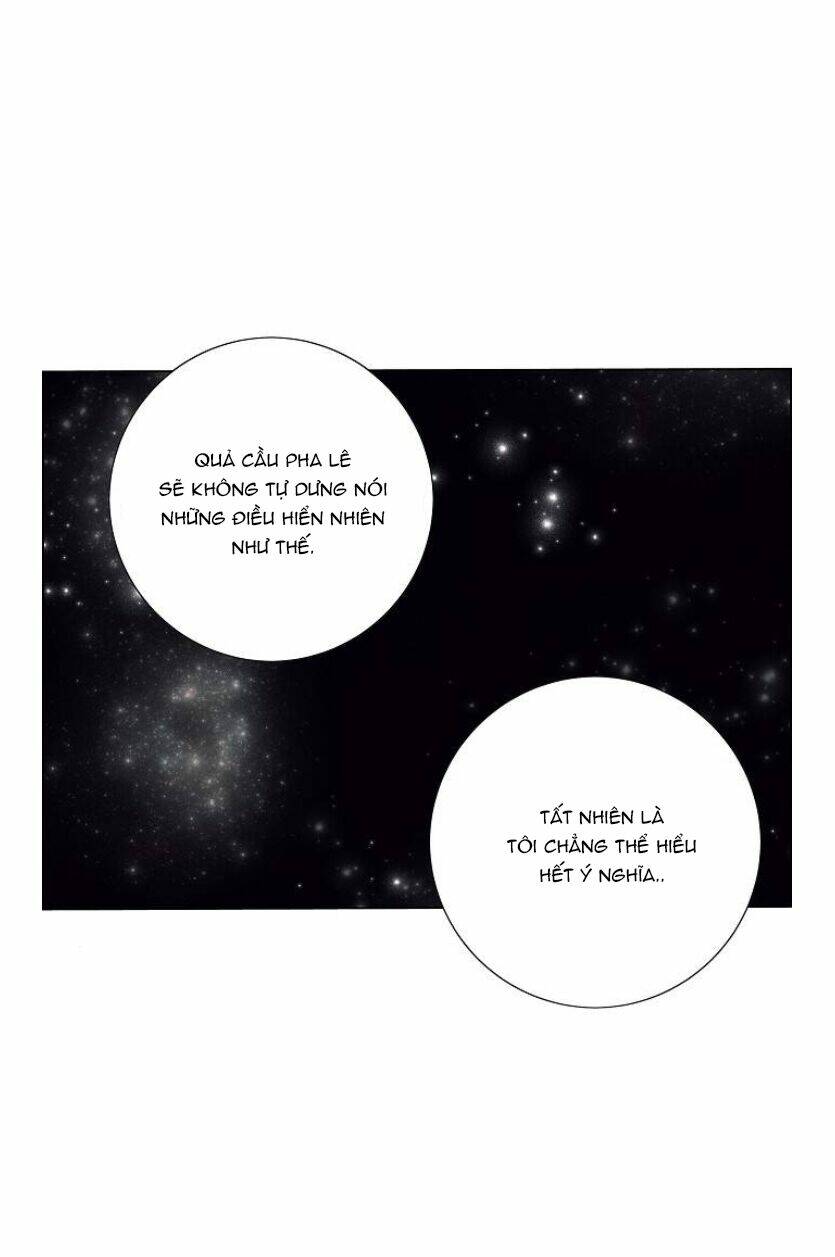 QUẢ CẦU PHA LÊ
SẼ KHÔNG TỰ DƯNG NÓI
NHỮNG ĐIỀU HIỂN NHIÊN
NHƯ THẾ.
TẤT NHIÊN LÀ
TÔI CHẲNG THỂ HIỂU
HẾT Ý NGHĨA..